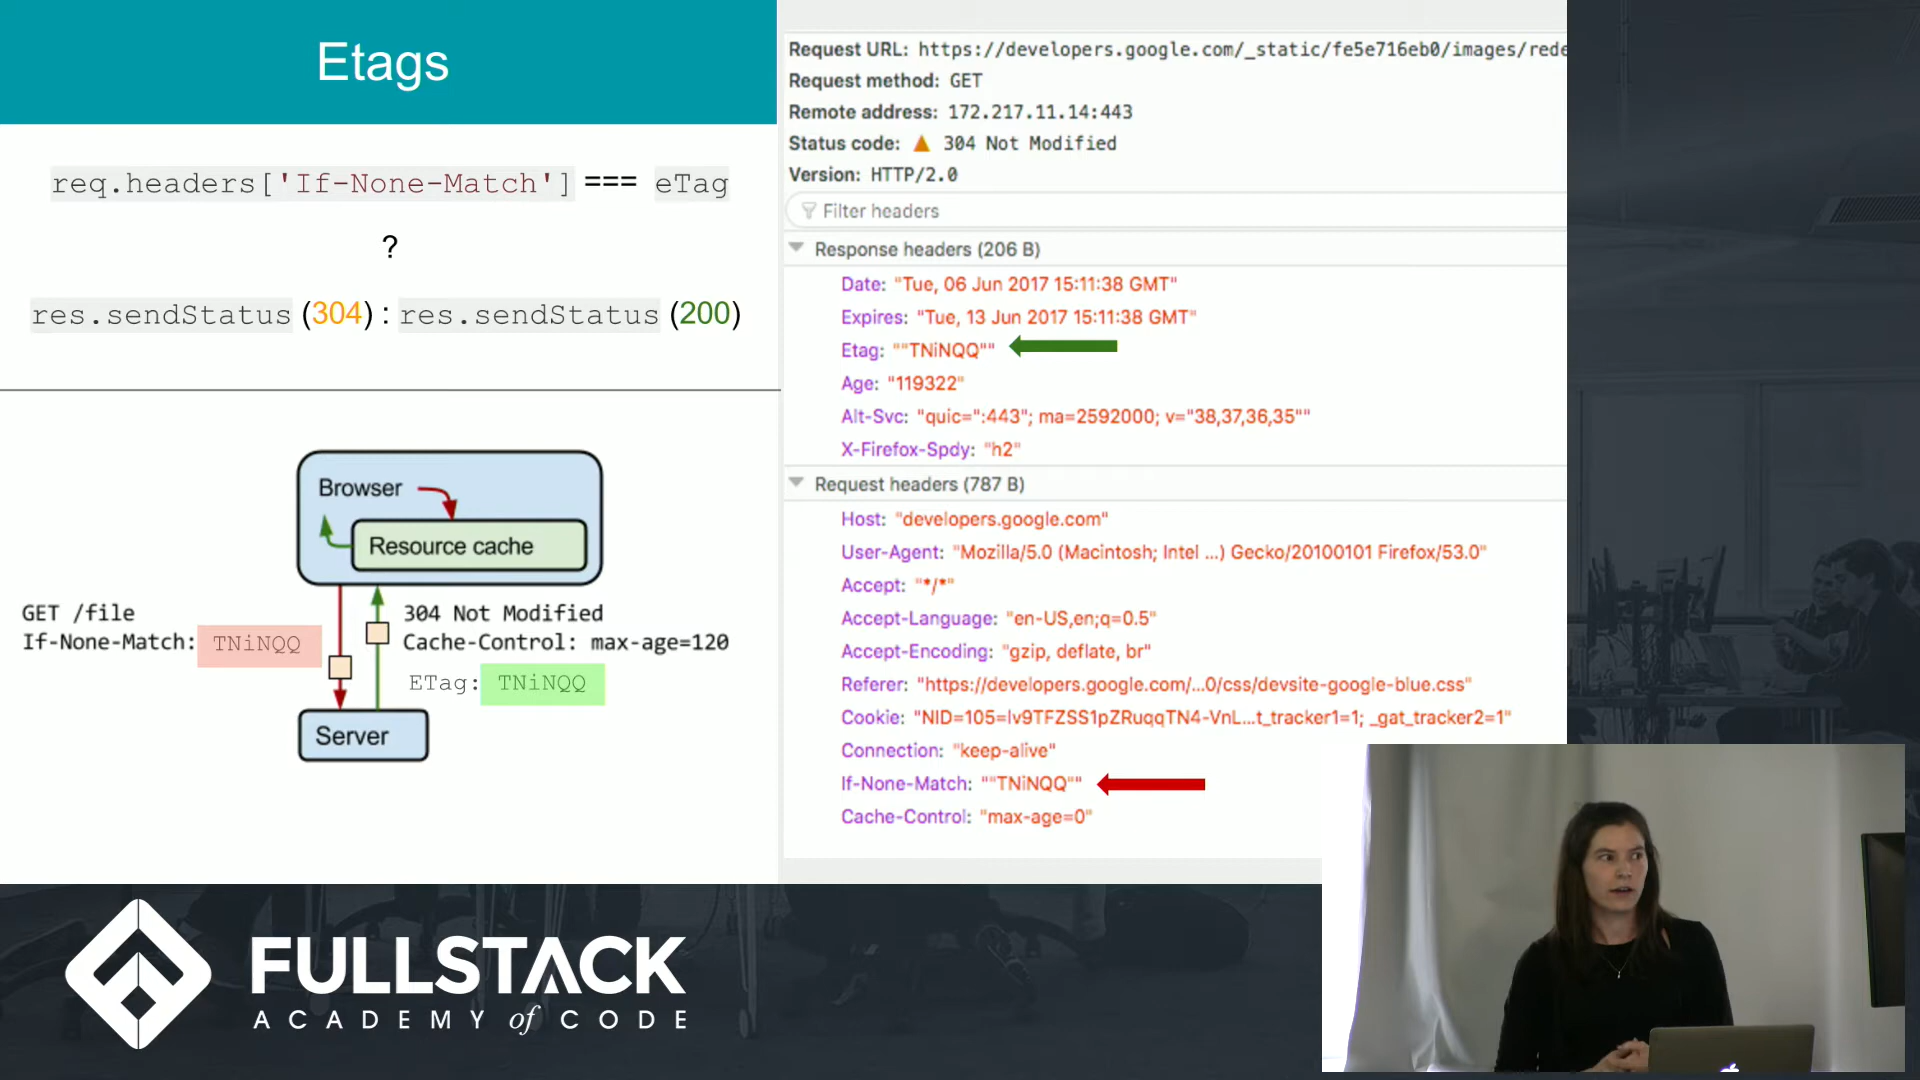 Etags
req.headers['If-None-Match'] === eTag
?
res.sendStatus (304) : res.sendStatus (200)
Browser
Resource cache
GET /file
If-None-Match: TNiNQQ
304 Not Modified
Cache-Control: max-age=120
ETag: TNiNQQ
Server
Request URL: https://developers.google.com/_static/fe5e716eb0/images/rede
Request method: GET
Remote address: 172.217.11.14:443
Status code: 304 Not Modified
Version: HTTP/2.0
Filter headers
Response headers (206 B)
Date: "Tue, 06 Jun 2017 15:11:38 GMT"
Expires: "Tue, 13 Jun 2017 15:11:38 GMT"
Etag: ""TNiNQQ""
Age: "119322"
Alt-Svc: "quic=":443"; ma=2592000; v="38,37,36,35""
X-Firefox-Spdy: "h2"
Request headers (787 B)
Host: "developers.google.com"
User-Agent: "Mozilla/5.0 (Macintosh; Intel ...) Gecko/20100101 Firefox/53.0"
Accept: "*/*"
Accept-Language: "en-US,en;q=0.5"
Accept-Encoding: "gzip, deflate, br"
Referer: "https://developers.google.com/...0/css/devsite-google-blue.css"
Cookie: "NID=105=lv9TFZSS1pZRuqqTN4-VnL...t_tracker1=1; _gat_tracker2=1"
Connection: "keep-alive"
If-None-Match: ""TNiNQQ""
Cache-Control: "max-age=0"
FULLSTACK
ACADEMY of CODE